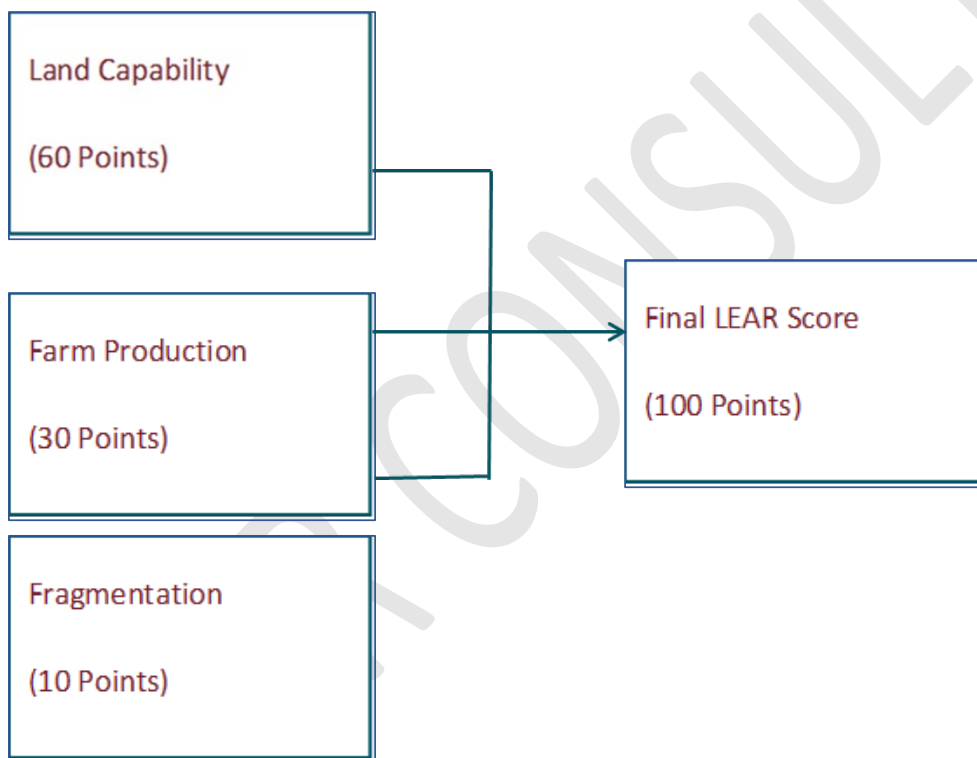 Land Capability
(60 Points)
Farm Production
(30 Points)
Fragmentation
(10 Points)
Final LEAR Score
(100 Points)